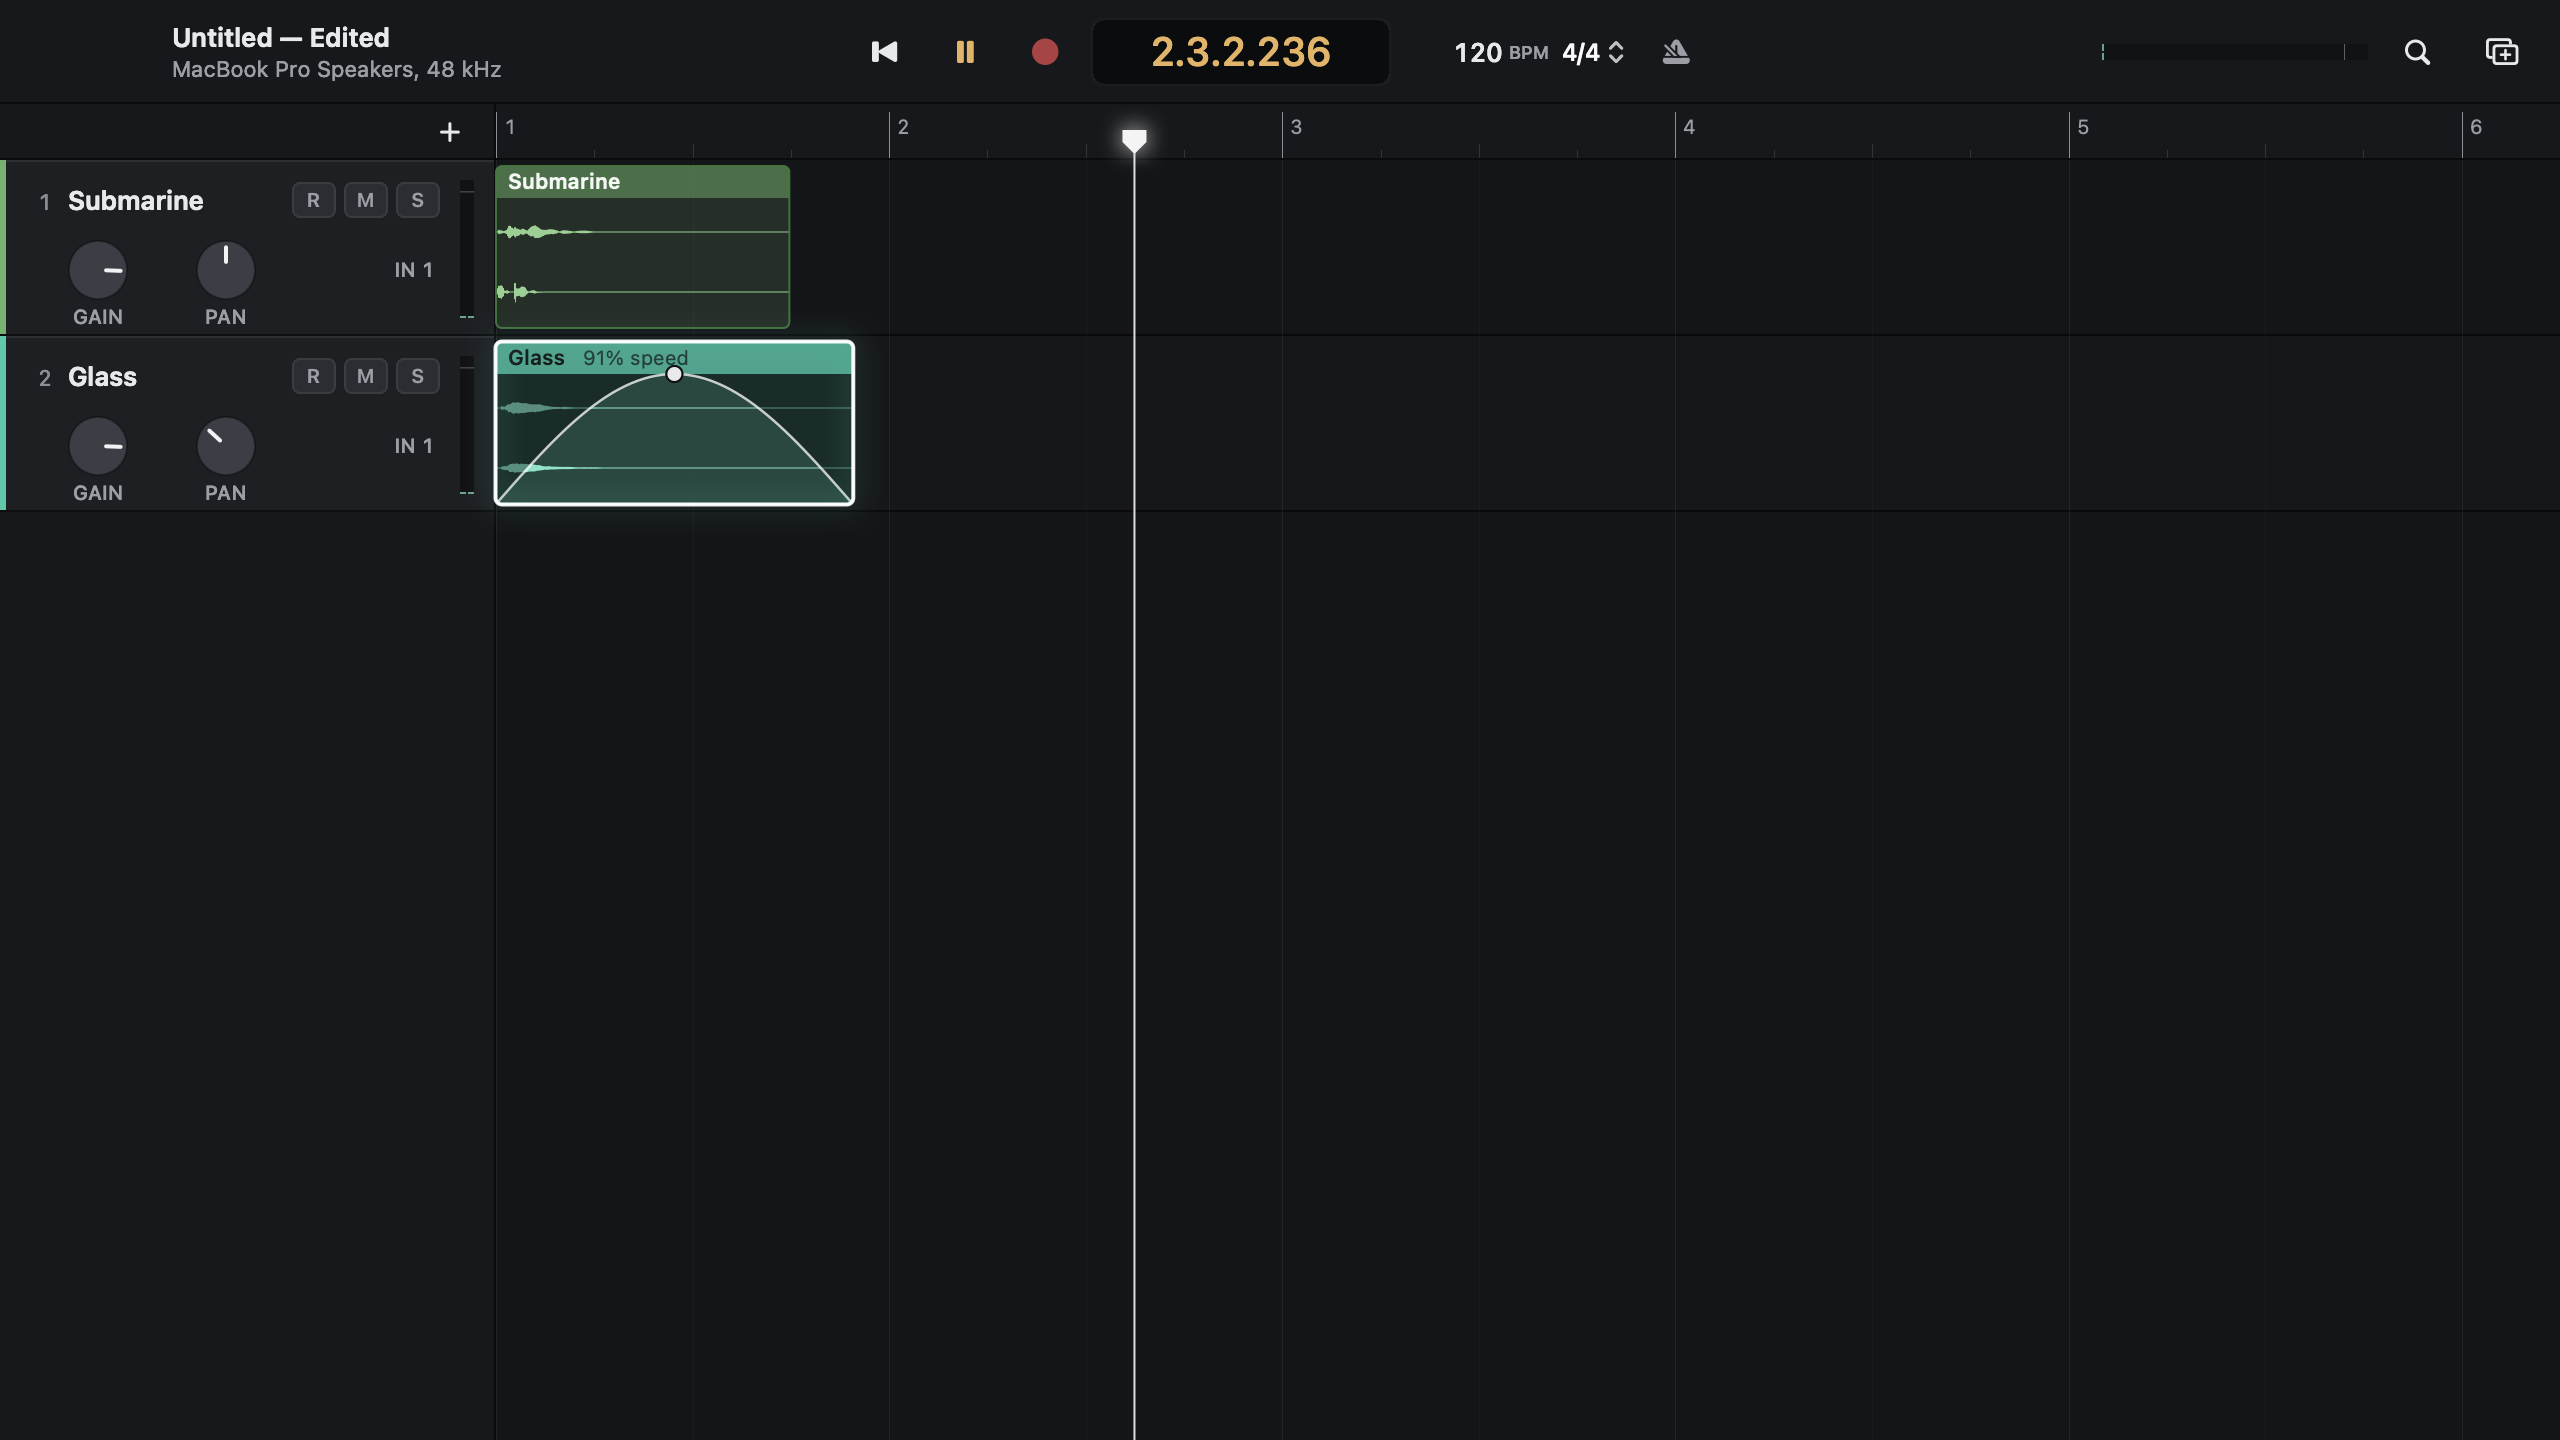 Untitled — Edited
MacBook Pro Speakers, 48 kHz
2.3.2.236
120 BPM 4/4
1 2 3 4 5 6
1 Submarine R M S
GAIN PAN IN 1
Submarine
2 Glass R M S
GAIN PAN IN 1
Glass 91% speed